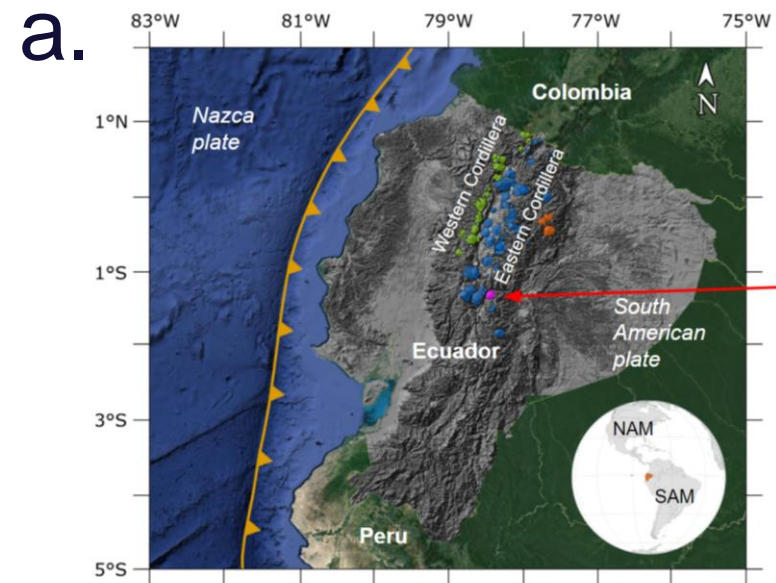 a.
83°W 81°W 79°W 77°W 75°W
Colombia
N
Nazca
plate
1°N
Western Cordillera
Eastern Cordillera
1°S
South
American
plate
Ecuador
3°S
NAM
SAM
Peru
5°S